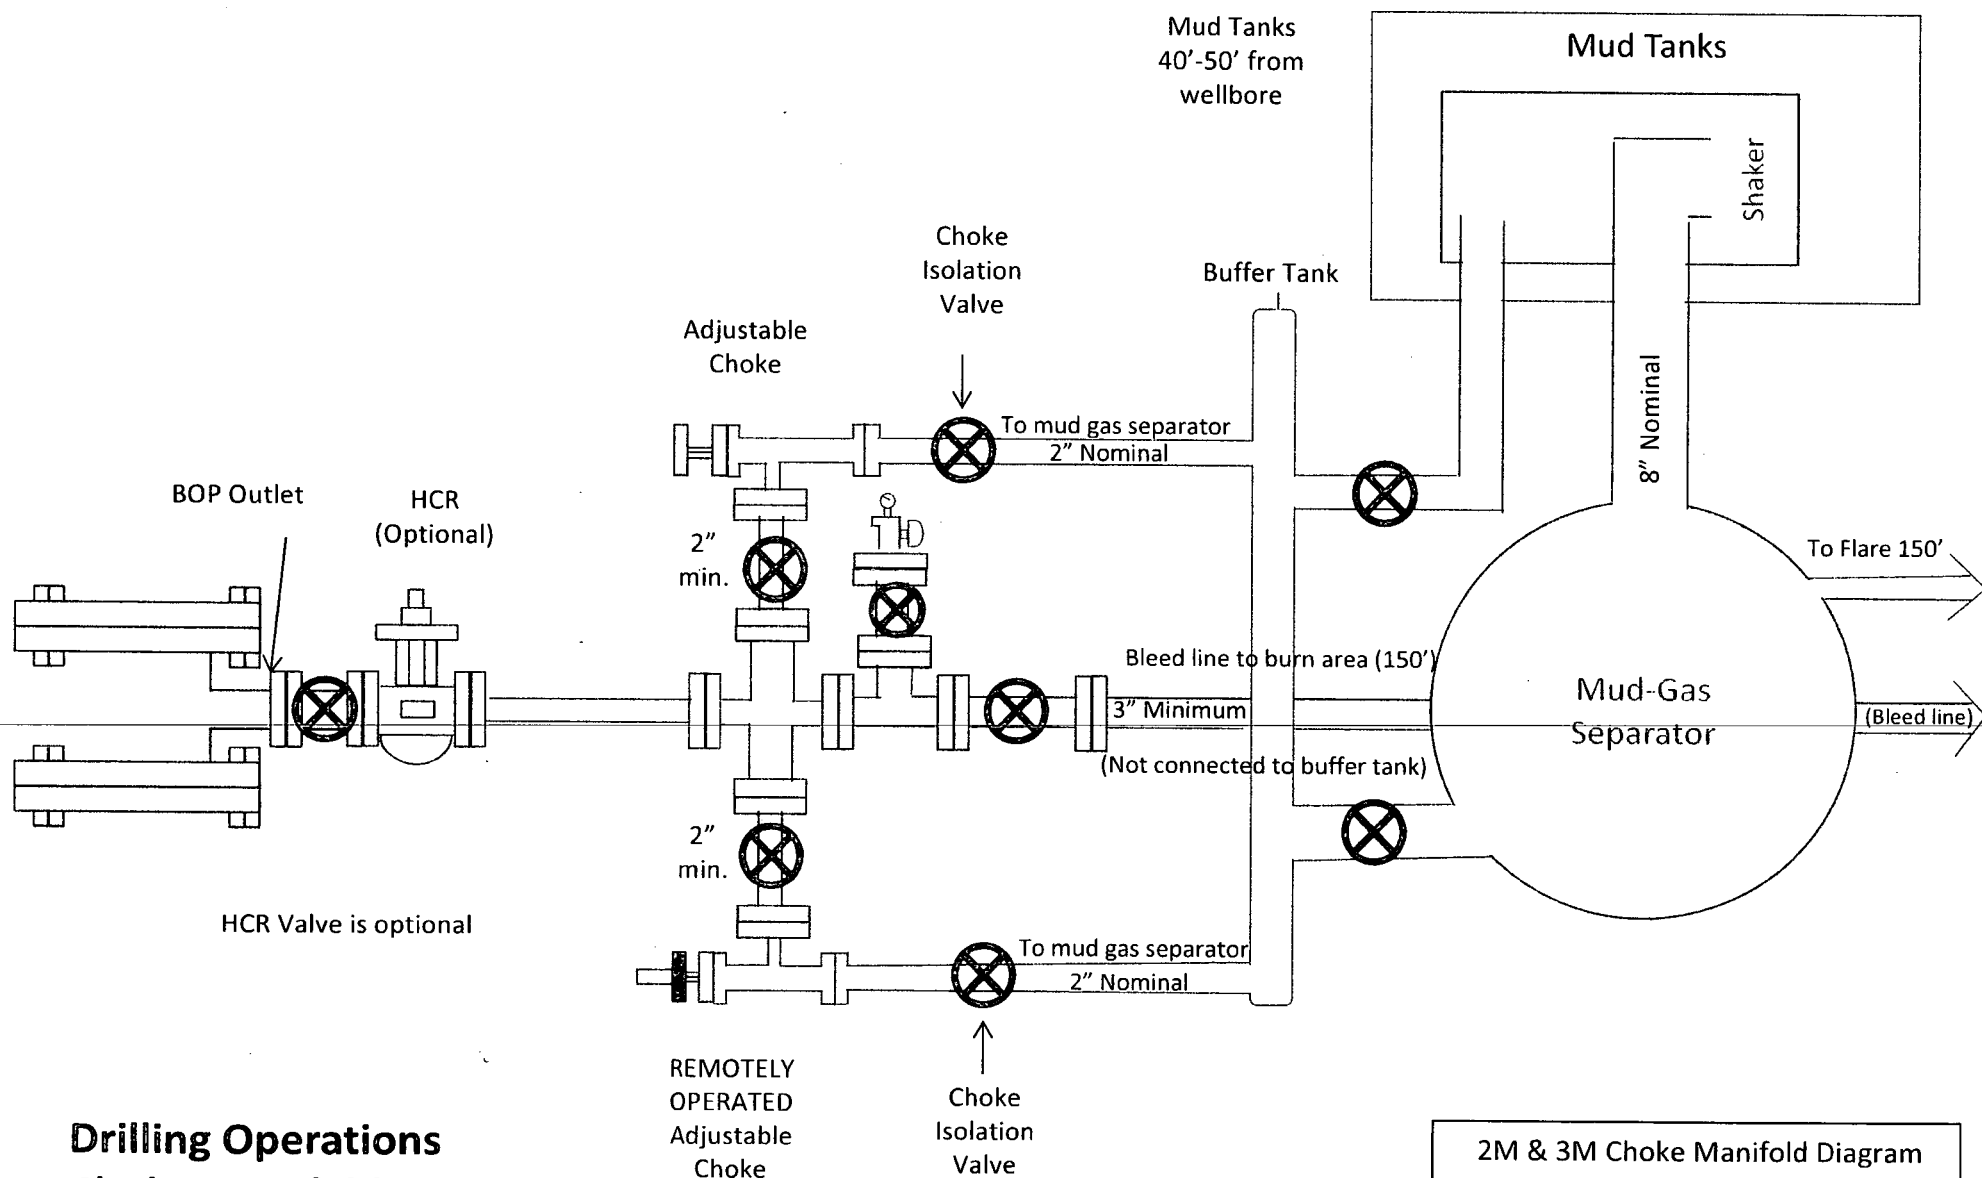 Mud Tanks
40’-50’ from
wellbore
Mud Tanks
Shaker
Choke
Isolation
Valve
Buffer Tank
Adjustable
Choke
8” Nominal
To mud gas separator
2” Nominal
BOP Outlet
HCR
(Optional)
2”
min.
To Flare 150’
Bleed line to burn area (150’)
3” Minimum
(Not connected to buffer tank)
Mud-Gas
Separator
(Bleed line)
2”
min.
HCR Valve is optional
To mud gas separator
2” Nominal
REMOTELY
OPERATED
Adjustable
Choke
Choke
Isolation
Valve
Drilling Operations
2M & 3M Choke Manifold Diagram